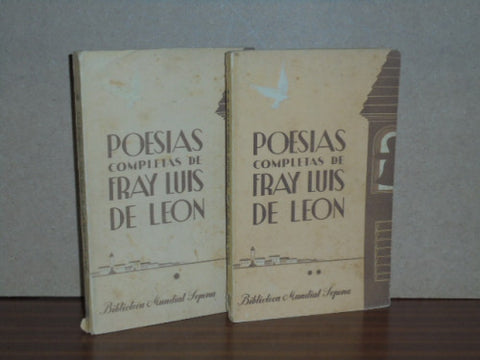 POESIAS
COMPLETAS DE
FRAY LUIS
DE LEON
Biblioteca Mundial Sopena
POESIAS
COMPLETAS DE
FRAY LUIS
DE LEON
Biblioteca Mundial Sopena